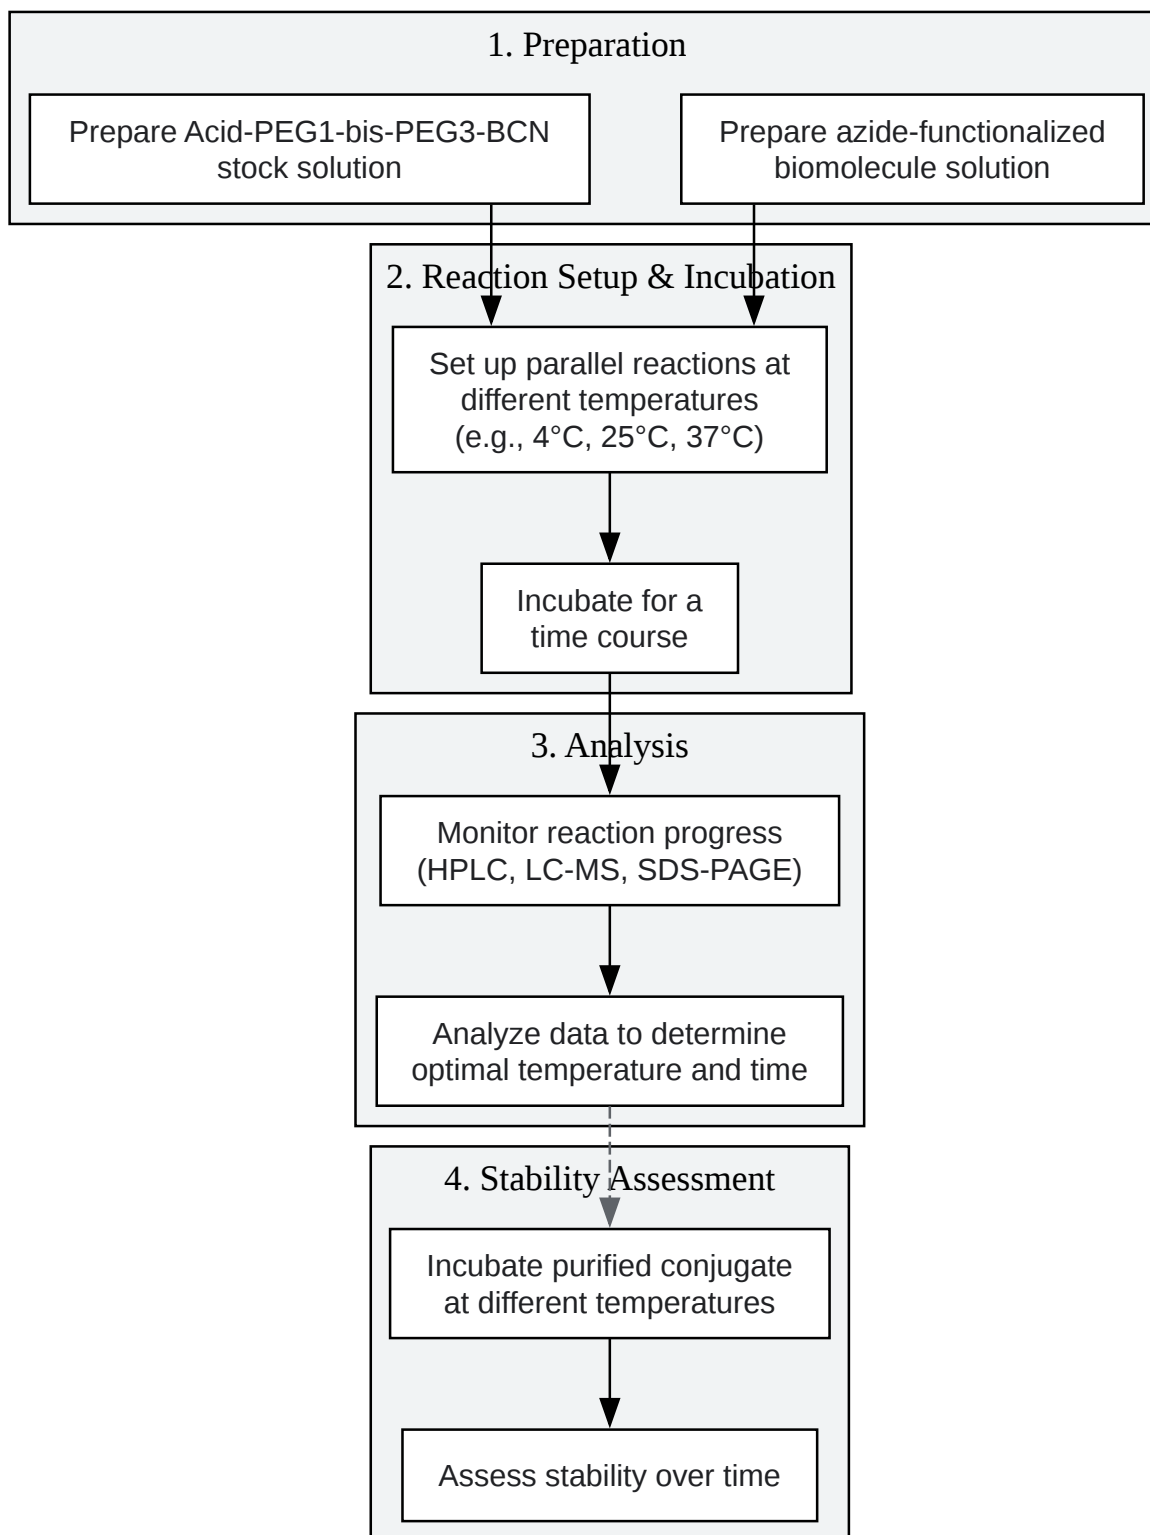 1. Preparation
Prepare Acid-PEG1-bis-PEG3-BCN
stock solution
Prepare azide-functionalized
biomolecule solution
2. Reaction Setup & Incubation
Set up parallel reactions at
different temperatures
(e.g., 4°C, 25°C, 37°C)
Incubate for a
time course
3. Analysis
Monitor reaction progress
(HPLC, LC-MS, SDS-PAGE)
Analyze data to determine
optimal temperature and time
4. Stability Assessment
Incubate purified conjugate
at different temperatures
Assess stability over time